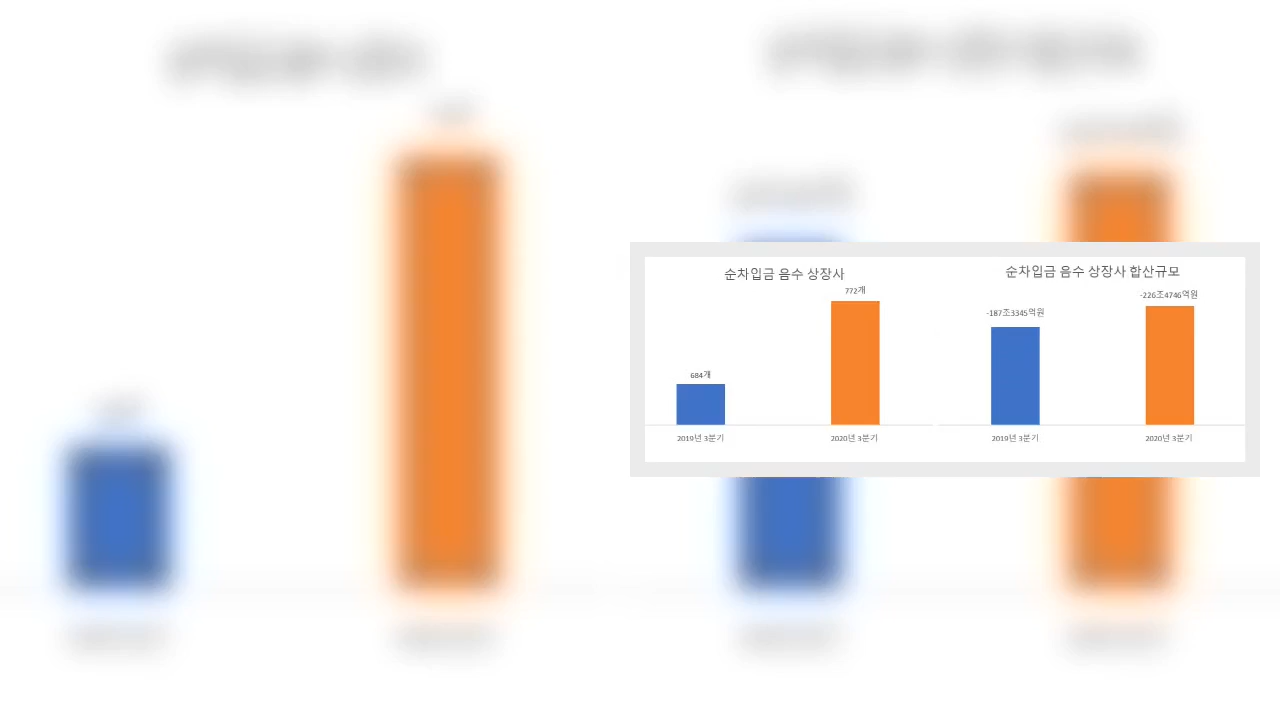 순차입금 음수 상장사
772개
684개
2019년 3분기
2020년 3분기
순차입금 음수 상장사 합산규모
-226조4746억원
-187조3345억원
2019년 3분기
2020년 3분기